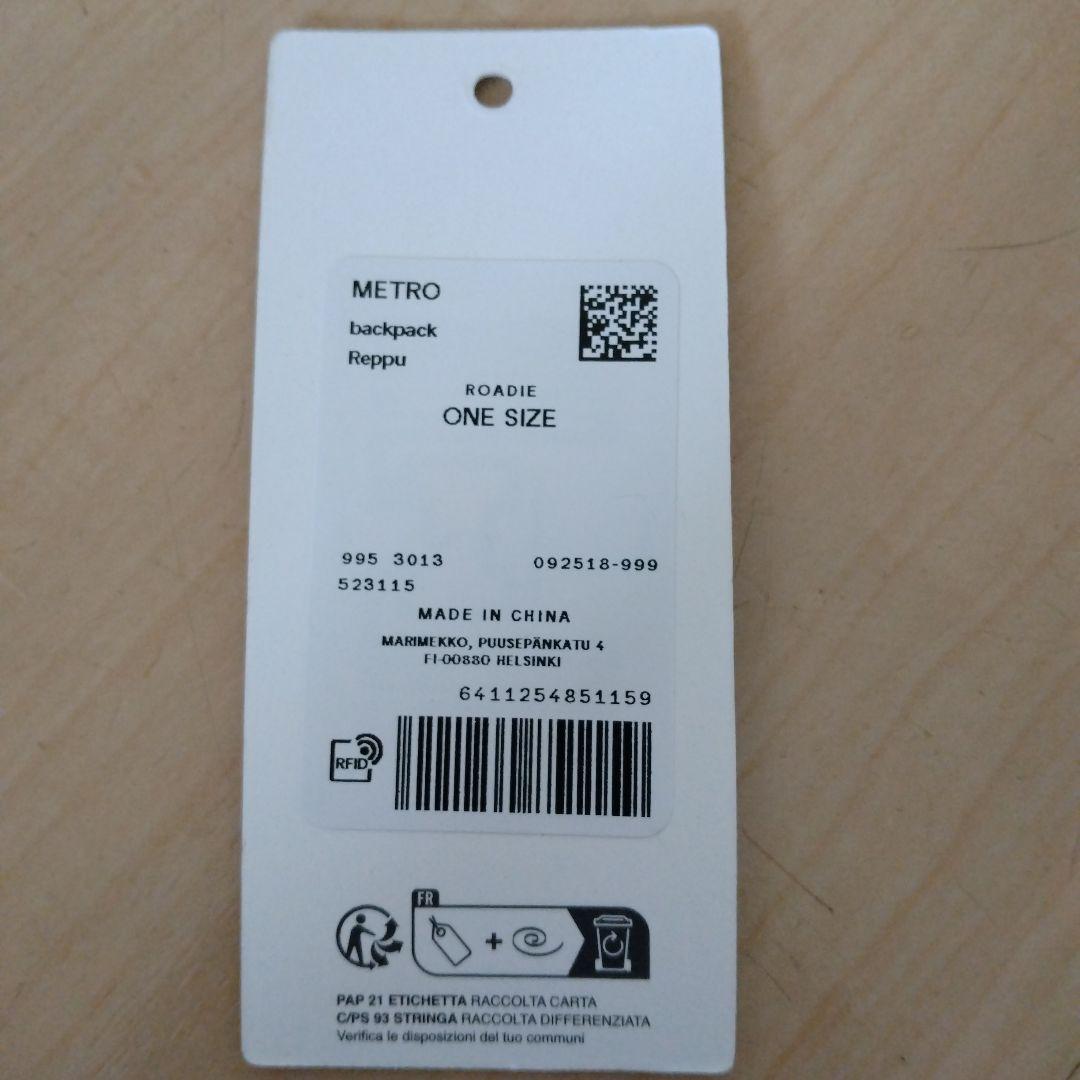 METRO
backpack
Reppu
ROADIE
ONE SIZE
995 3013 092518-999
523115
MADE IN CHINA
MARIMEKKO, PUUSEPÄNKATU 4
FI-00880 HELSINKI
6411254851159
RFID
FR
PAP 21 ETICHETTA RACCOLTA CARTA
C/PS 93 STRINGA RACCOLTA DIFFERENZIATA
Verifica le disposizioni del tuo communi